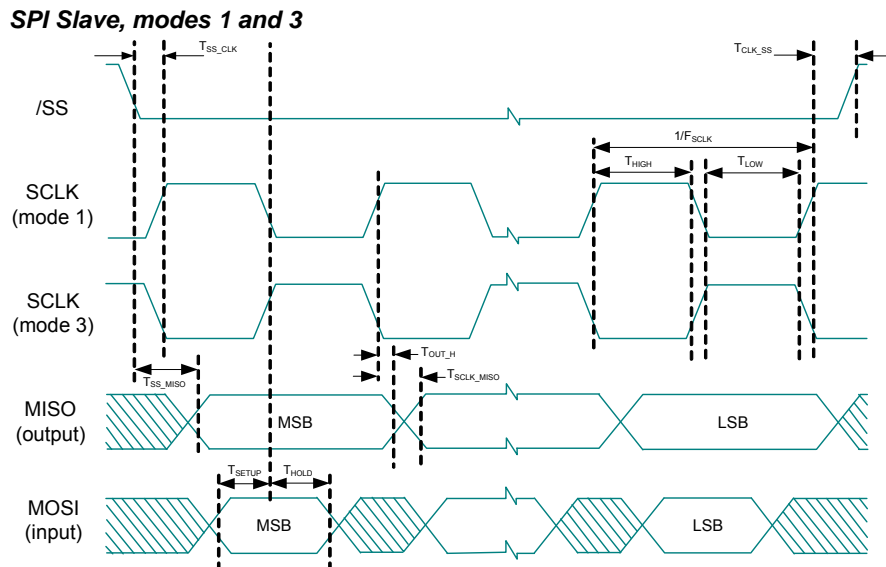 SPI Slave, modes 1 and 3
TSS_CLK
TCLK_SS
/SS
1/FSCLK
THIGH
TLOW
SCLK
(mode 1)
SCLK
(mode 3)
TOUT_H
TSS_MISO
TSCLK_MISO
MISO
(output)
MSB
LSB
TSETUP
THOLD
MOSI
(input)
MSB
LSB